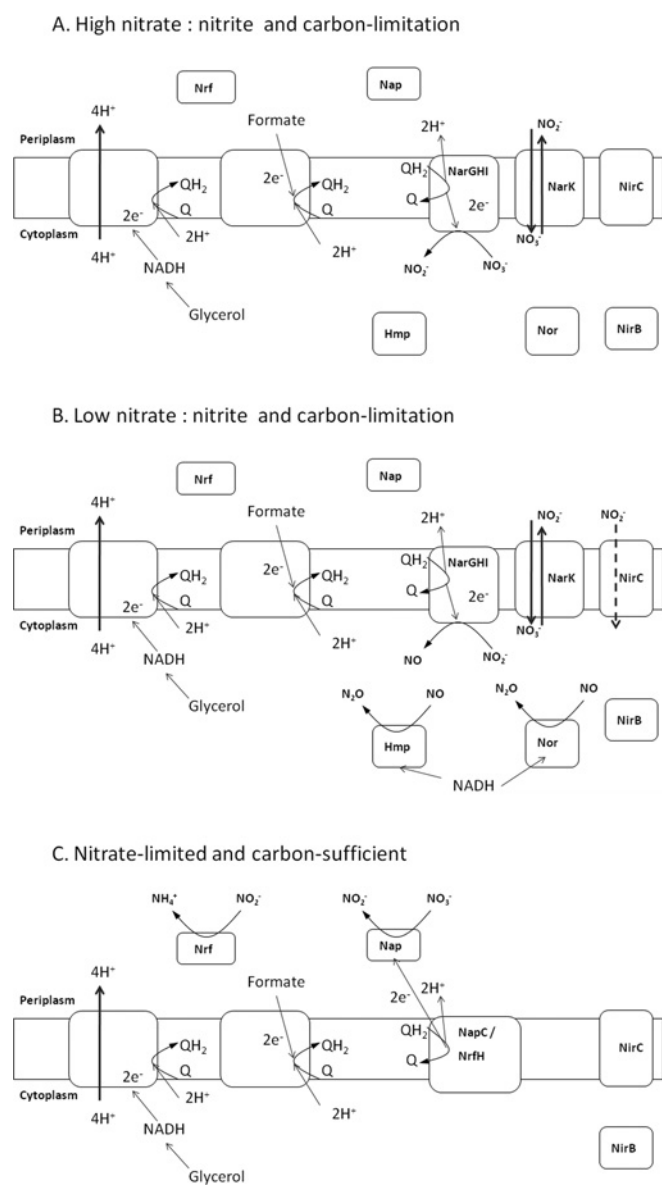 A. High nitrate : nitrite and carbon-limitation
Nrf
Nap
4H⁺
Formate
2H⁺
NO₂⁻
Periplasm
QH₂
NarGHI
2e⁻
QH₂
QH₂
NarK
NirC
2e⁻
Q
Q
Q
2e⁻
Cytoplasm
2H⁺
NO₃⁻
4H⁺
NADH
2H⁺
NO₂⁻
NO₃⁻
Glycerol
Hmp
Nor
NirB
B. Low nitrate : nitrite and carbon-limitation
Nrf
Nap
4H⁺
Formate
2H⁺
NO₂⁻
NO₂⁻
Periplasm
QH₂
NarGHI
2e⁻
QH₂
QH₂
NarK
NirC
2e⁻
Q
Q
Q
2e⁻
Cytoplasm
2H⁺
NO₃⁻
4H⁺
NADH
2H⁺
NO
NO₂⁻
Glycerol
N₂O
NO
N₂O
NO
Hmp
Nor
NirB
NADH
C. Nitrate-limited and carbon-sufficient
NH₄⁺
NO₂⁻
NO₂⁻
NO₃⁻
Nrf
Nap
4H⁺
Formate
2e⁻
2H⁺
Periplasm
QH₂
NapC /
NrfH
2e⁻
QH₂
QH₂
NirC
2e⁻
Q
Q
Q
Cytoplasm
2H⁺
4H⁺
NADH
2H⁺
Glycerol
NirB